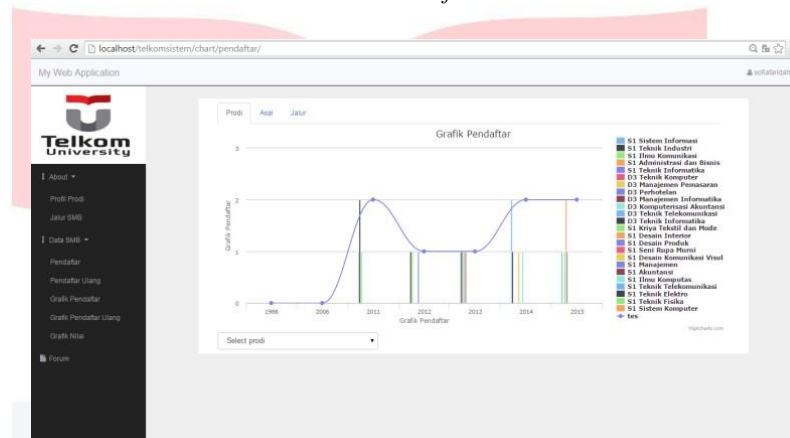 localhost/telkomsistem/chart/pendaftar/
My Web Application
sofiafaridah
Telkom
University
About
Profil Prodi
Jalur SMB
Data SMB
Pendaftar
Pendaftar Ulang
Grafik Pendaftar
Grafik Pendaftar Ulang
Grafik Nilai
Forum
Prodi
Asal
Jalur
Grafik Pendaftar
Grafik Pendaftar
3
2
1
0
1996
2006
2011
2012
2013
2014
2015
Grafik Pendaftar
S1 Sistem Informasi
S1 Teknik Industri
S1 Ilmu Komunikasi
S1 Administrasi dan Bisnis
S1 Teknik Informatika
D3 Teknik Komputer
D3 Manajemen Pemasaran
D3 Perhotelan
D3 Manajemen Informatika
D3 Komputerisasi Akuntansi
D3 Teknik Telekomunikasi
D3 Teknik Informatika
S1 Kriya Tekstil dan Mode
S1 Desain Interior
S1 Desain Produk
S1 Seni Rupa Murni
S1 Desain Komunikasi Visul
S1 Manajemen
S1 Akuntansi
S1 Ilmu Komputas
S1 Teknik Telekomunikasi
S1 Teknik Elektro
S1 Teknik Fisika
S1 Sistem Komputer
tes
Highcharts.com
Select prodi